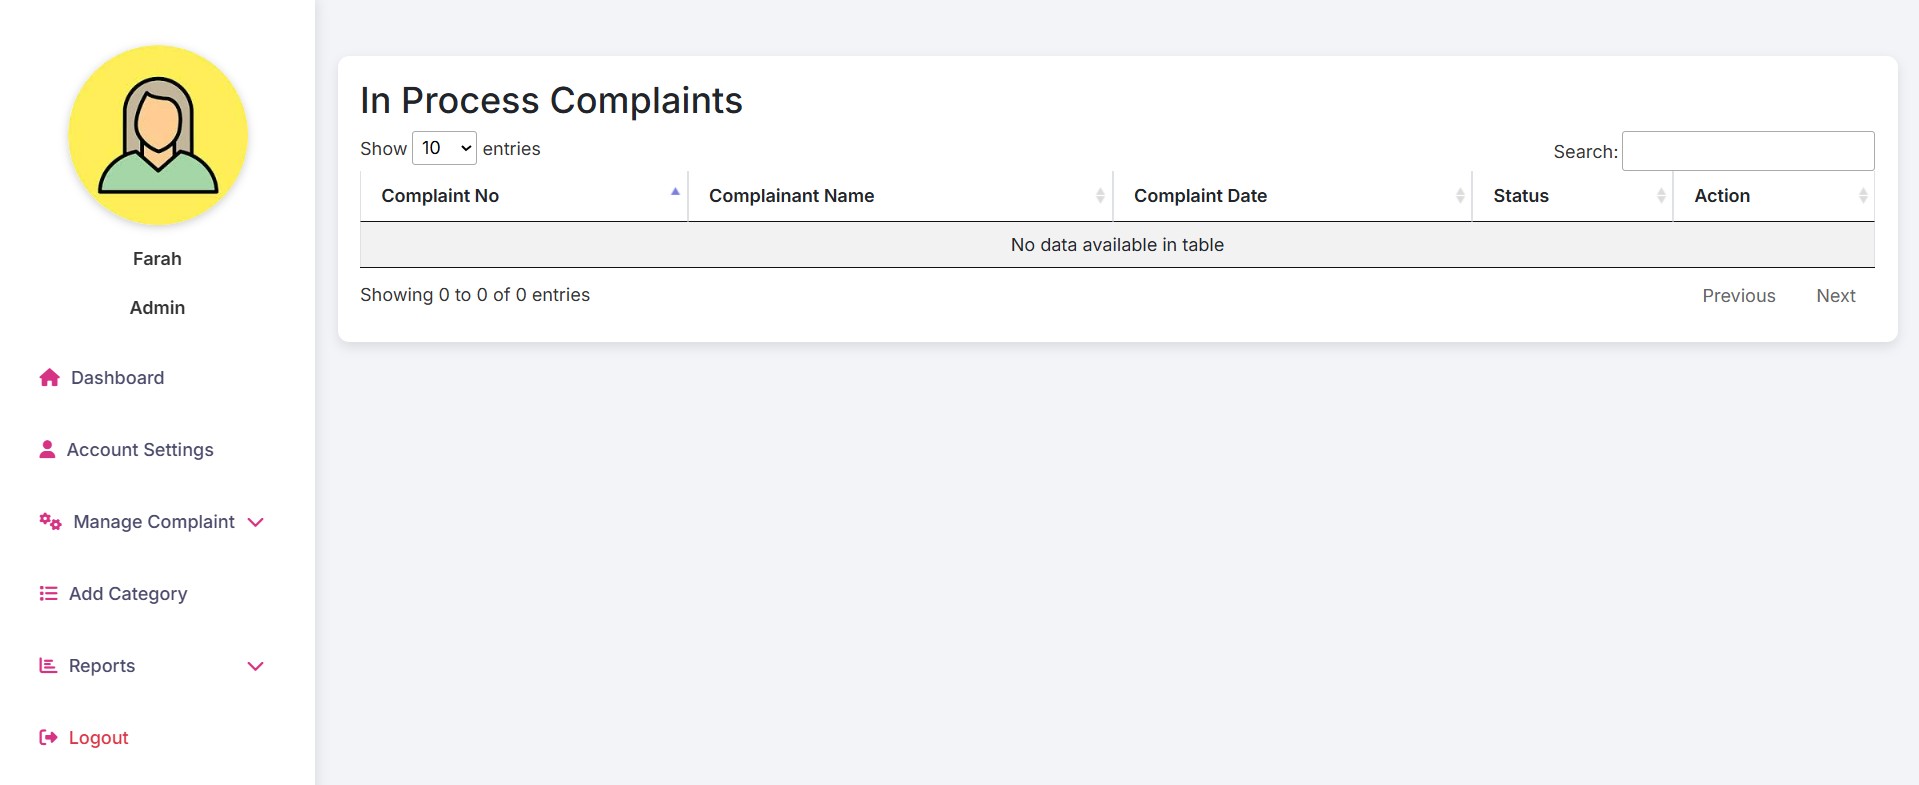 Farah
Admin
Dashboard
Account Settings
Manage Complaint
Add Category
Reports
Logout
In Process Complaints
Show 10 entries
Search:
Complaint No Complainant Name Complaint Date Status Action
No data available in table
Showing 0 to 0 of 0 entries
Previous Next